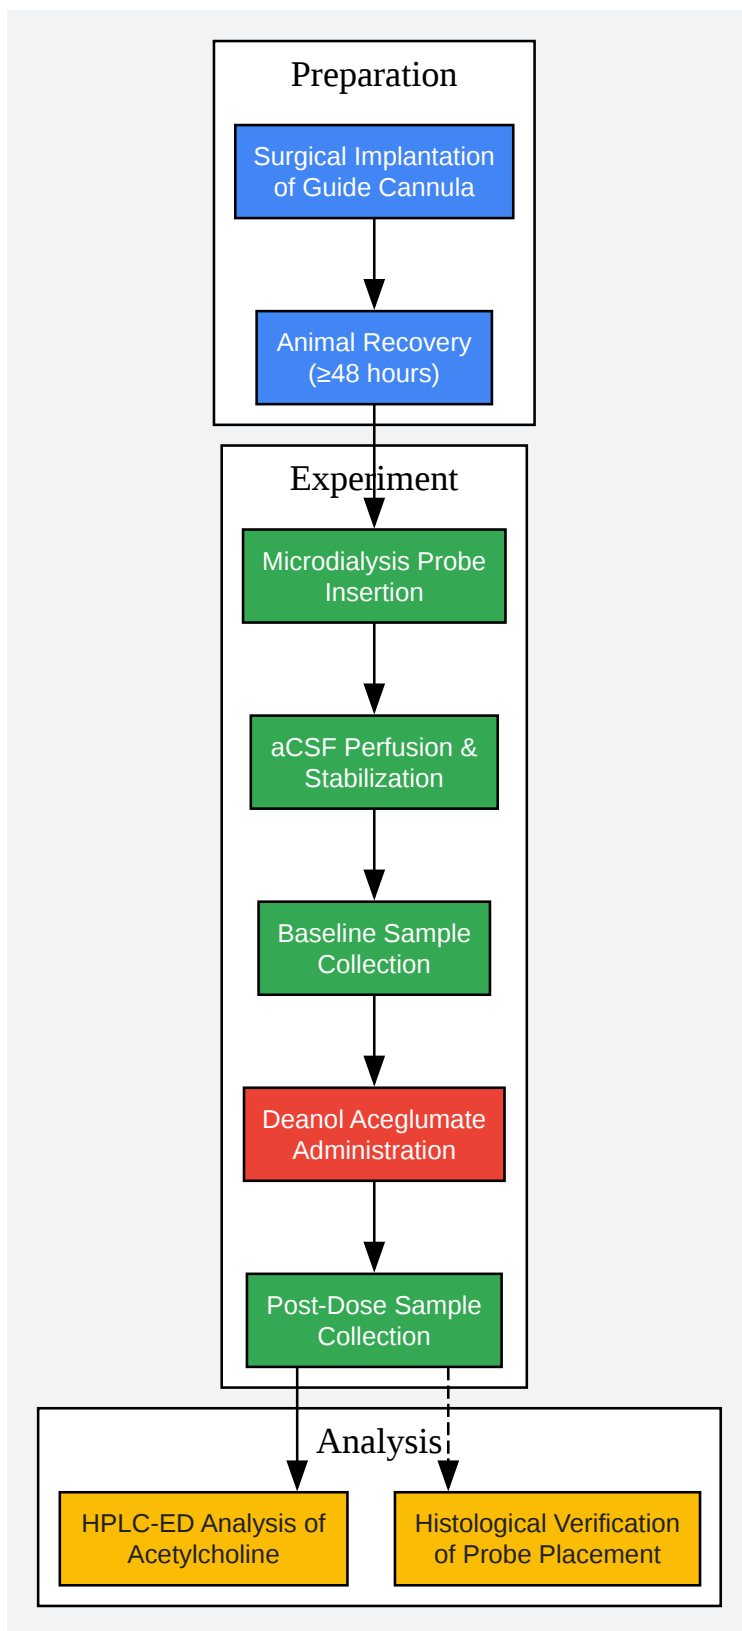 Preparation
Surgical Implantation
of Guide Cannula
Animal Recovery
(≥48 hours)
Experiment
Microdialysis Probe
Insertion
aCSF Perfusion &
Stabilization
Baseline Sample
Collection
Deanol Aceglumate
Administration
Post-Dose Sample
Collection
Analysis
HPLC-ED Analysis of
Acetylcholine
Histological Verification
of Probe Placement